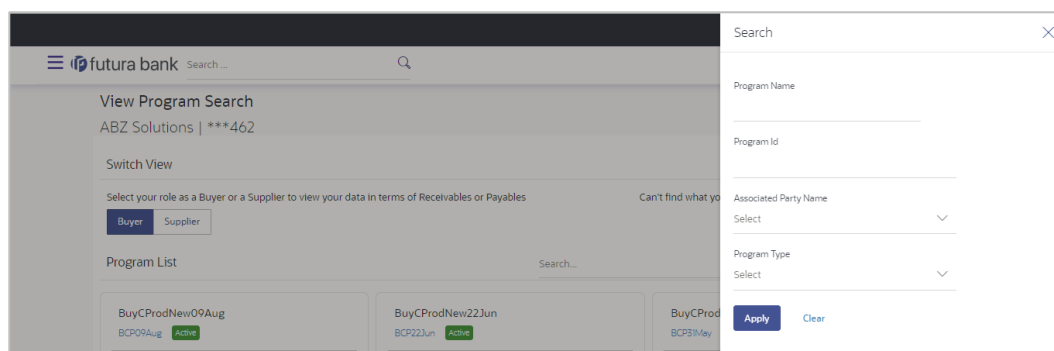 futura bank Search ...
View Program Search
ABZ Solutions | ***462
Switch View
Select your role as a Buyer or a Supplier to view your data in terms of Receivables or Payables
Can't find what yo
Buyer Supplier
Program List
Search...
BuyCProdNew09Aug
BCP09Aug Active
BuyCProdNew22Jun
BCP22Jun Active
BuyCProd
BCP31May
Search
Program Name
Program Id
Associated Party Name
Select
Program Type
Select
Apply Clear